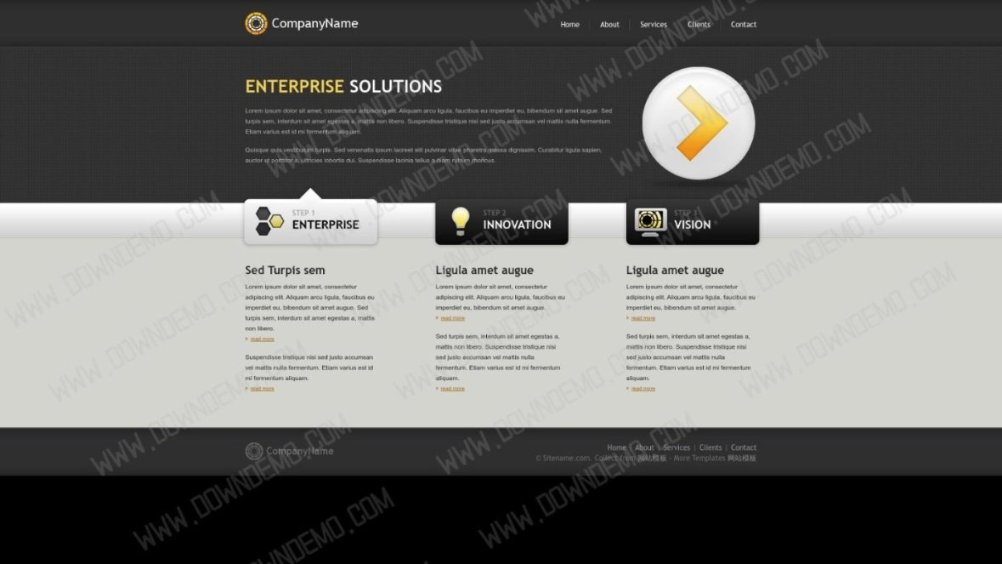 CompanyName
Home
About
Services
Clients
Contact
ENTERPRISE SOLUTIONS
Lorem ipsum dolor sit amet, consectetur adipiscing elit. Aliquam arcu ligula, faucibus eu imperdiet eu, bibendum sit amet augue. Sed
turpis sem, interdum sit amet egestas a, mattis non libero. Suspendisse tristique nisi sed justo accumsan vel mattis nulla condimentum.
Etiam varius est id mi fermentum aliquam.
Quisque quis vestibulum turpis. Sed venenatis ipsum laoreet elit pulvinar vitae pharetra massa dignissim. Curabitur ligula sapien,
auctor id porttitor a, ultricies lobortis dui. Suspendisse lacinia tellus a diam rutrum rhoncus.
STEP 1
ENTERPRISE
STEP 2
INNOVATION
STEP 3
VISION
Sed Turpis sem
Lorem ipsum dolor sit amet, consectetur
adipiscing elit. Aliquam arcu ligula, faucibus eu
imperdiet eu, bibendum sit amet augue. Sed
turpis sem, interdum sit amet egestas a, mattis
non libero.
read more
Suspendisse tristique nisi sed justo accumsan
vel mattis nulla condimentum. Etiam varius est id
mi fermentum aliquam.
read more
Ligula amet augue
Lorem ipsum dolor sit amet, consectetur
adipiscing elit. Aliquam arcu ligula, faucibus eu
imperdiet eu, bibendum sit amet augue.
read more
Sed turpis sem, interdum sit amet egestas a,
mattis non libero. Suspendisse tristique nisi
sed justo accumsan vel mattis nulla
condimentum. Etiam varius est id mi fermentum
aliquam.
read more
Ligula amet augue
Lorem ipsum dolor sit amet, consectetur
adipiscing elit. Aliquam arcu ligula, faucibus eu
imperdiet eu, bibendum sit amet augue.
read more
Sed turpis sem, interdum sit amet egestas a,
mattis non libero. Suspendisse tristique nisi
sed justo accumsan vel mattis nulla
condimentum. Etiam varius est id mi fermentum
aliquam.
read more
CompanyName
Home | About | Services | Clients | Contact
© Sitename.com. Collect from 网站模板 - More Templates 网站模板
WWW.DOWNDEMO.COM